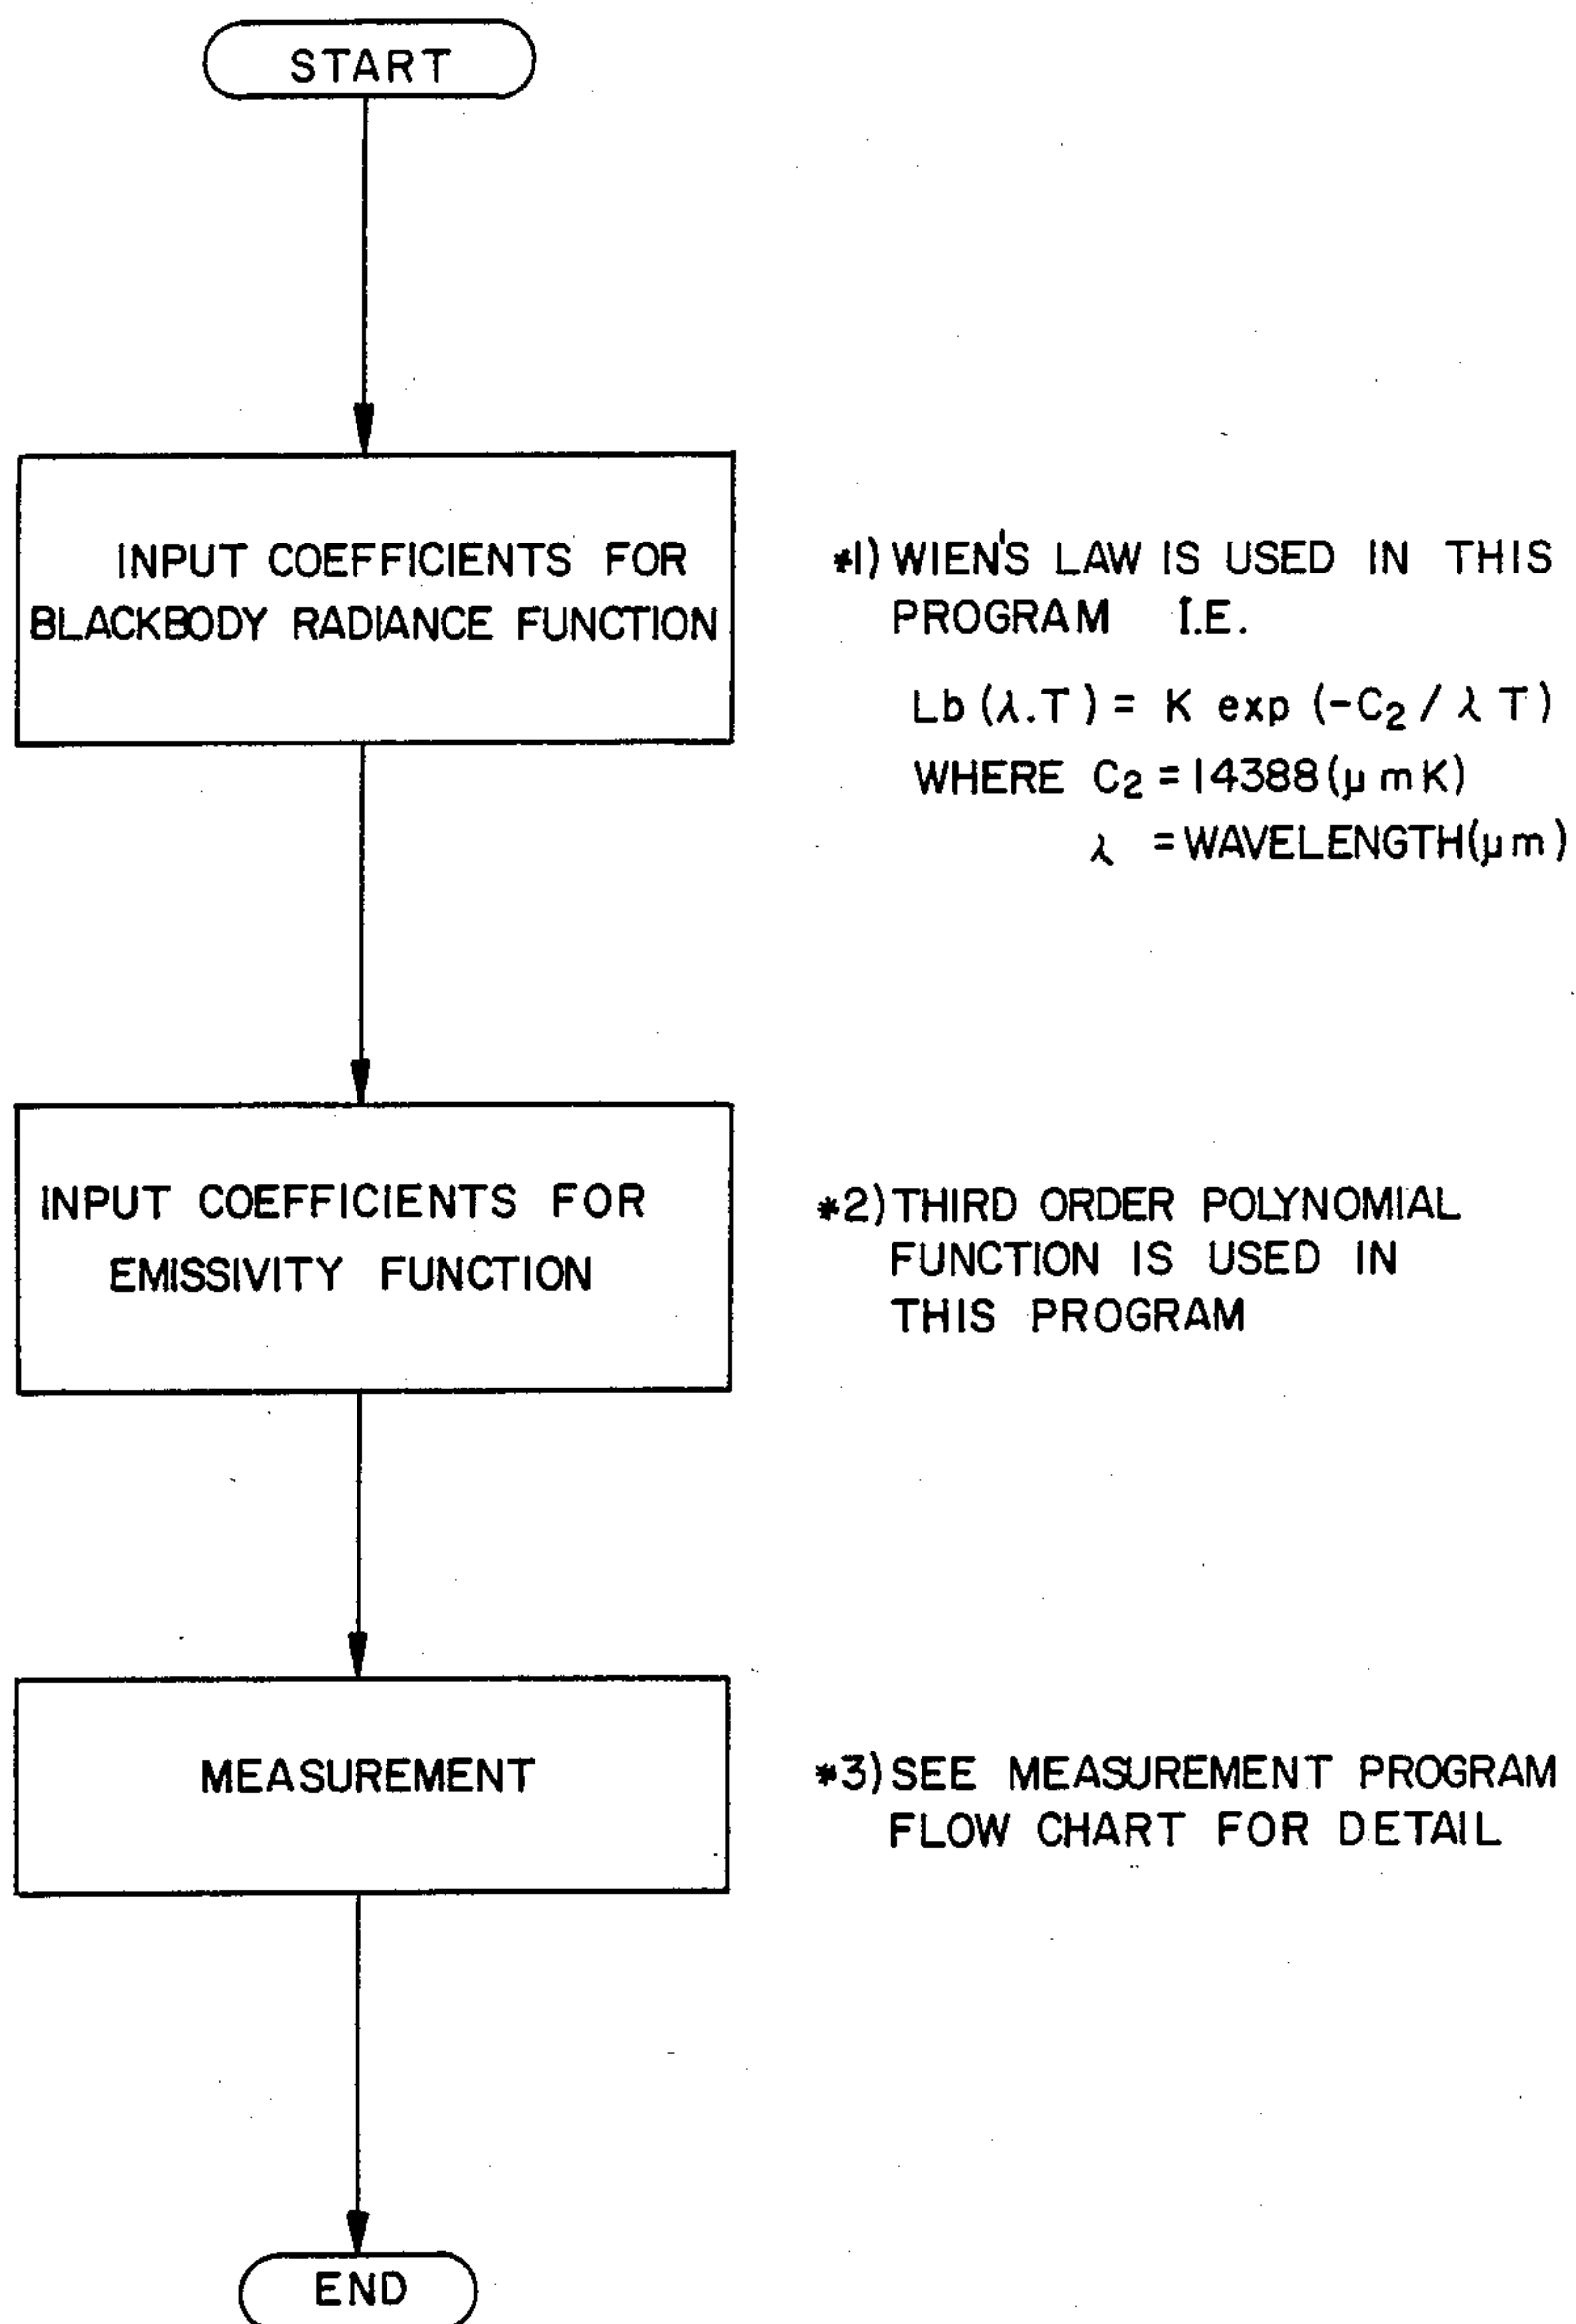 START
INPUT COEFFICIENTS FOR
BLACKBODY RADIANCE FUNCTION
*1) WIEN'S LAW IS USED IN THIS
PROGRAM I.E.
Lb (λ.T) = K exp (-C₂ / λ T)
WHERE C₂ = 14388 (μ m K)
λ = WAVELENGTH (μm)
INPUT COEFFICIENTS FOR
EMISSIVITY FUNCTION
*2) THIRD ORDER POLYNOMIAL
FUNCTION IS USED IN
THIS PROGRAM
MEASUREMENT
*3) SEE MEASUREMENT PROGRAM
FLOW CHART FOR DETAIL
END